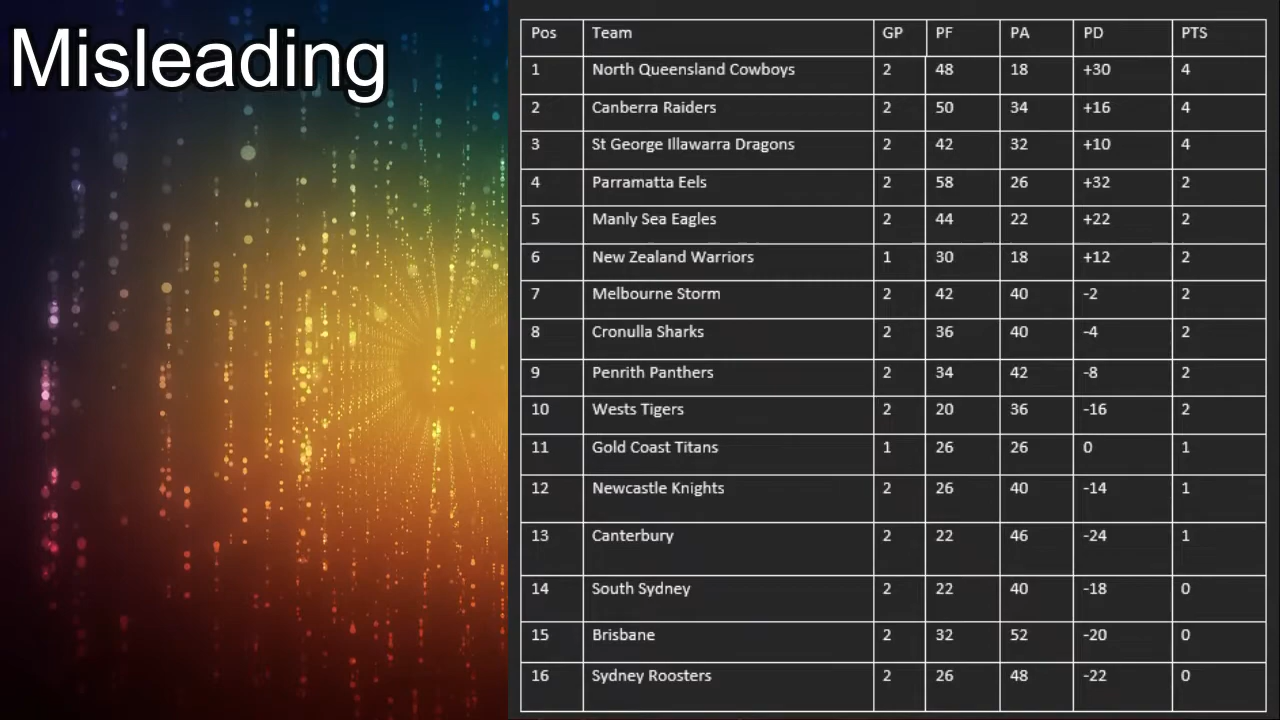 Misleading
Pos Team GP PF PA PD PTS
1 North Queensland Cowboys 2 48 18 +30 4
2 Canberra Raiders 2 50 34 +16 4
3 St George Illawarra Dragons 2 42 32 +10 4
4 Parramatta Eels 2 58 26 +32 2
5 Manly Sea Eagles 2 44 22 +22 2
6 New Zealand Warriors 1 30 18 +12 2
7 Melbourne Storm 2 42 40 -2 2
8 Cronulla Sharks 2 36 40 -4 2
9 Penrith Panthers 2 34 42 -8 2
10 Wests Tigers 2 20 36 -16 2
11 Gold Coast Titans 1 26 26 0 1
12 Newcastle Knights 2 26 40 -14 1
13 Canterbury 2 22 46 -24 1
14 South Sydney 2 22 40 -18 0
15 Brisbane 2 32 52 -20 0
16 Sydney Roosters 2 26 48 -22 0